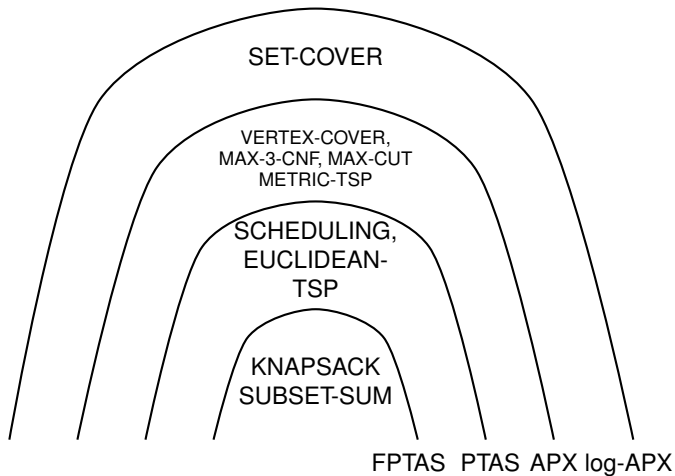 SET-COVER
VERTEX-COVER,
MAX-3-CNF, MAX-CUT
METRIC-TSP
SCHEDULING,
EUCLIDEAN-
TSP
KNAPSACK
SUBSET-SUM
FPTAS PTAS APX log-APX